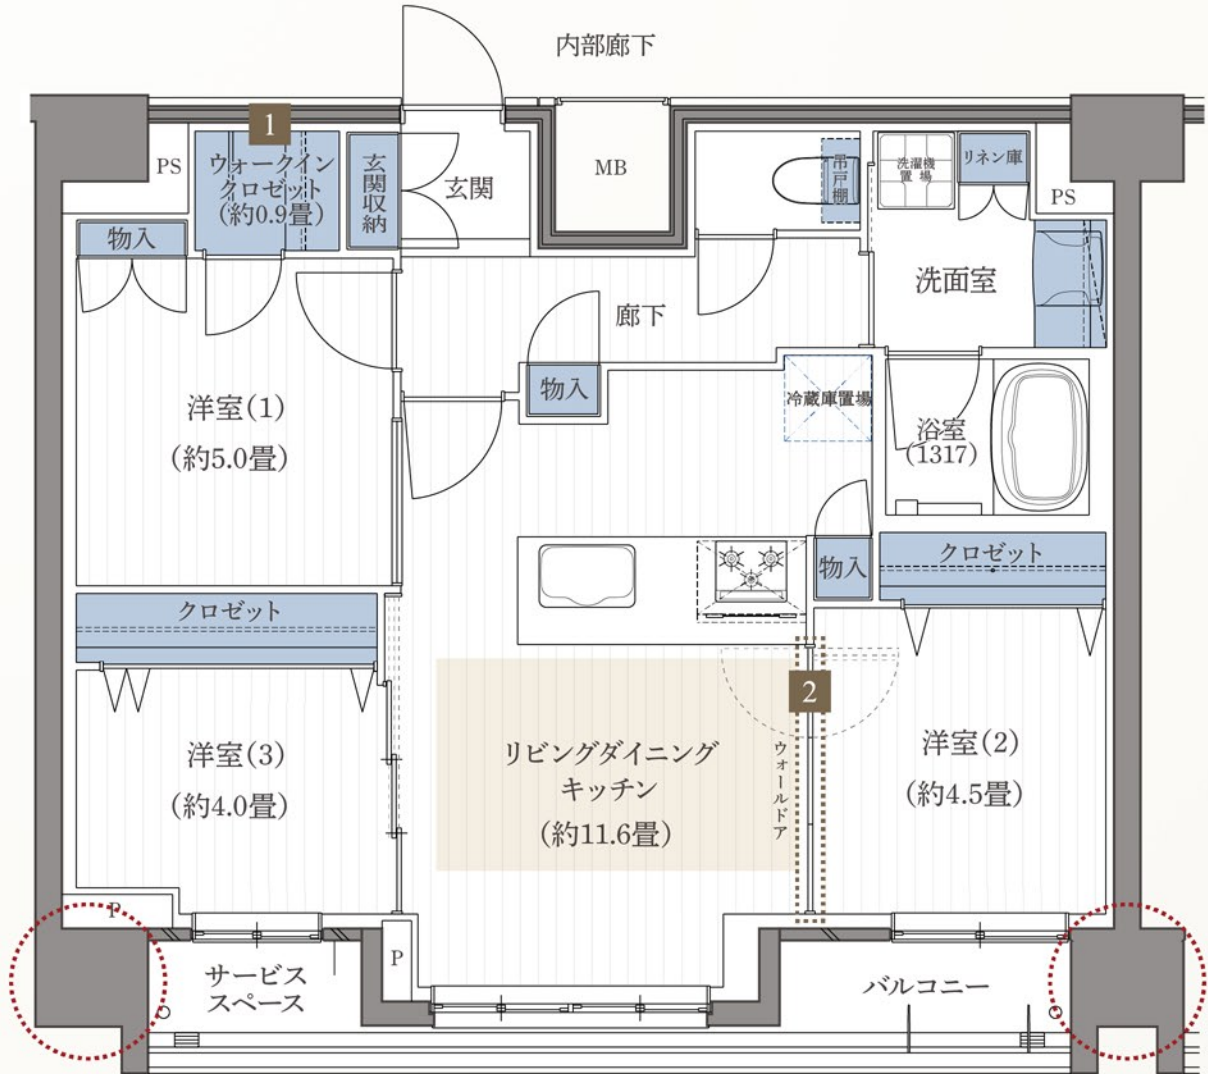 内部廊下
1
PS
ウォークイン
クロゼット
(約0.9畳)
玄関収納
玄関
MB
吊戸棚
洗濯機
置場
リネン庫
PS
物入
洗面室
廊下
物入
冷蔵庫置場
洋室(1)
(約5.0畳)
浴室
(1317)
物入
クロゼット
クロゼット
2
洋室(3)
(約4.0畳)
リビングダイニング
キッチン
(約11.6畳)
ウォールドア
洋室(2)
(約4.5畳)
P
P
サービス
スペース
バルコニー